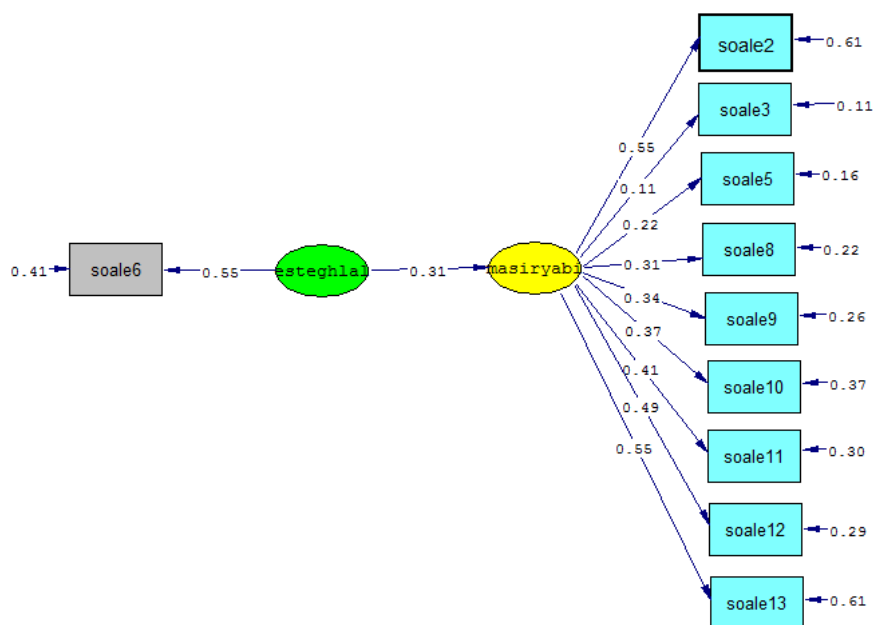 soale2
0.61
soale3
0.11
0.55
soale5
0.16
0.11
0.22
soale8
0.22
0.41
soale6
0.55
esteghlal
0.31
masiryabi
0.31
0.34
soale9
0.26
0.37
soale10
0.37
0.41
0.49
soale11
0.30
0.55
soale12
0.29
soale13
0.61